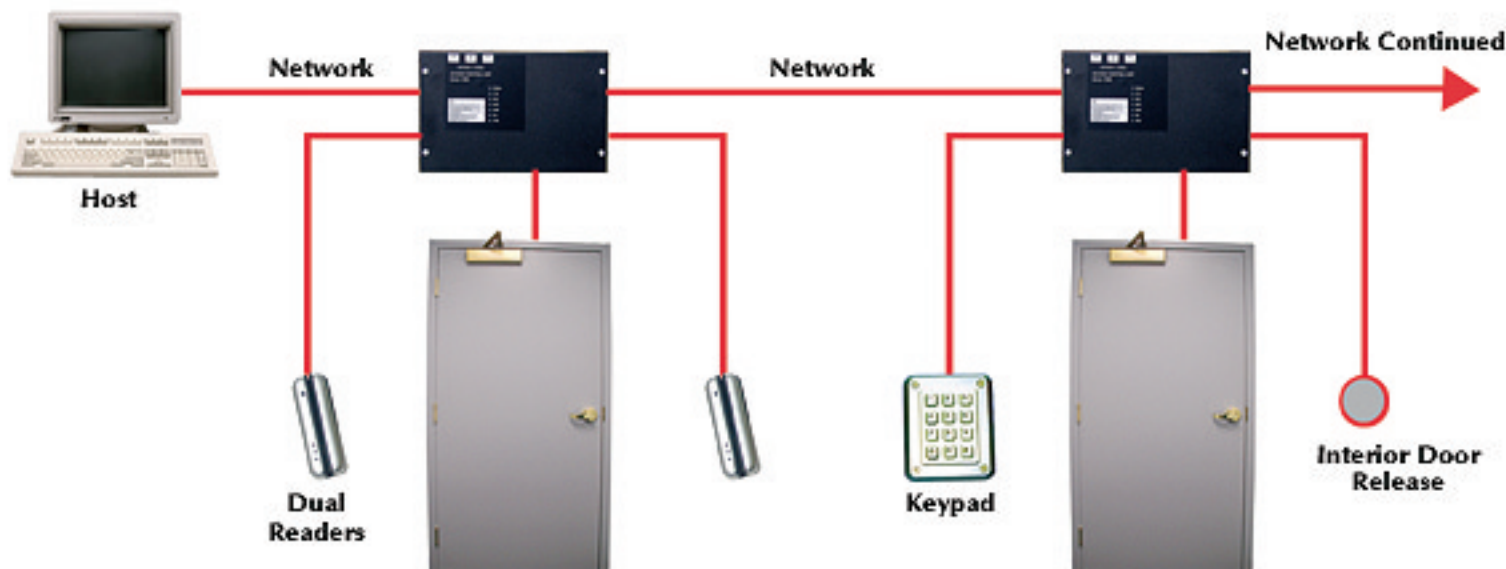 Network
Network
Network Continued
Host
Dual
Readers
Keypad
Interior Door
Release